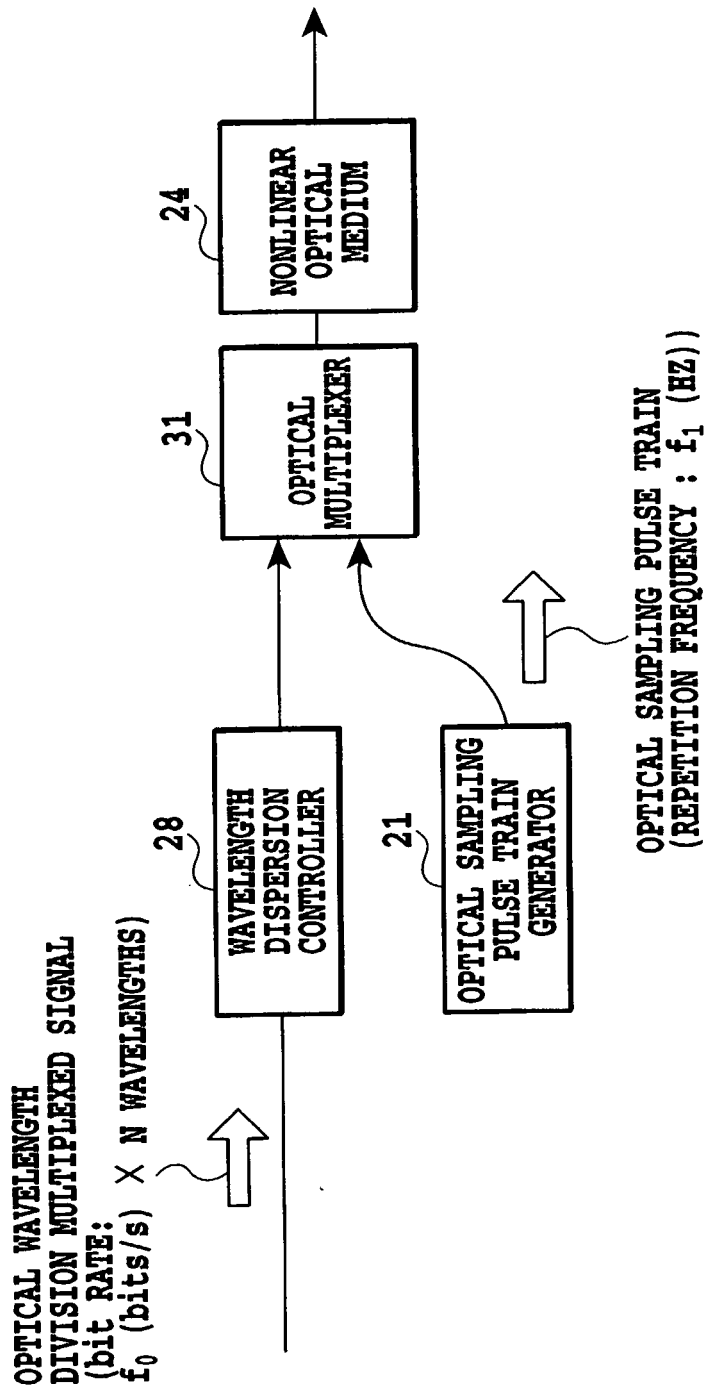 OPTICAL WAVELENGTH
DIVISION MULTIPLEXED SIGNAL
(bit RATE:
f₀ (bits/s) × N WAVELENGTHS)
28
WAVELENGTH
DISPERSION
CONTROLLER
21
OPTICAL SAMPLING
PULSE TRAIN
GENERATOR
31
OPTICAL
MULTIPLEXER
24
NONLINEAR
OPTICAL
MEDIUM
OPTICAL SAMPLING PULSE TRAIN
(REPETITION FREQUENCY : f₁ (HZ))